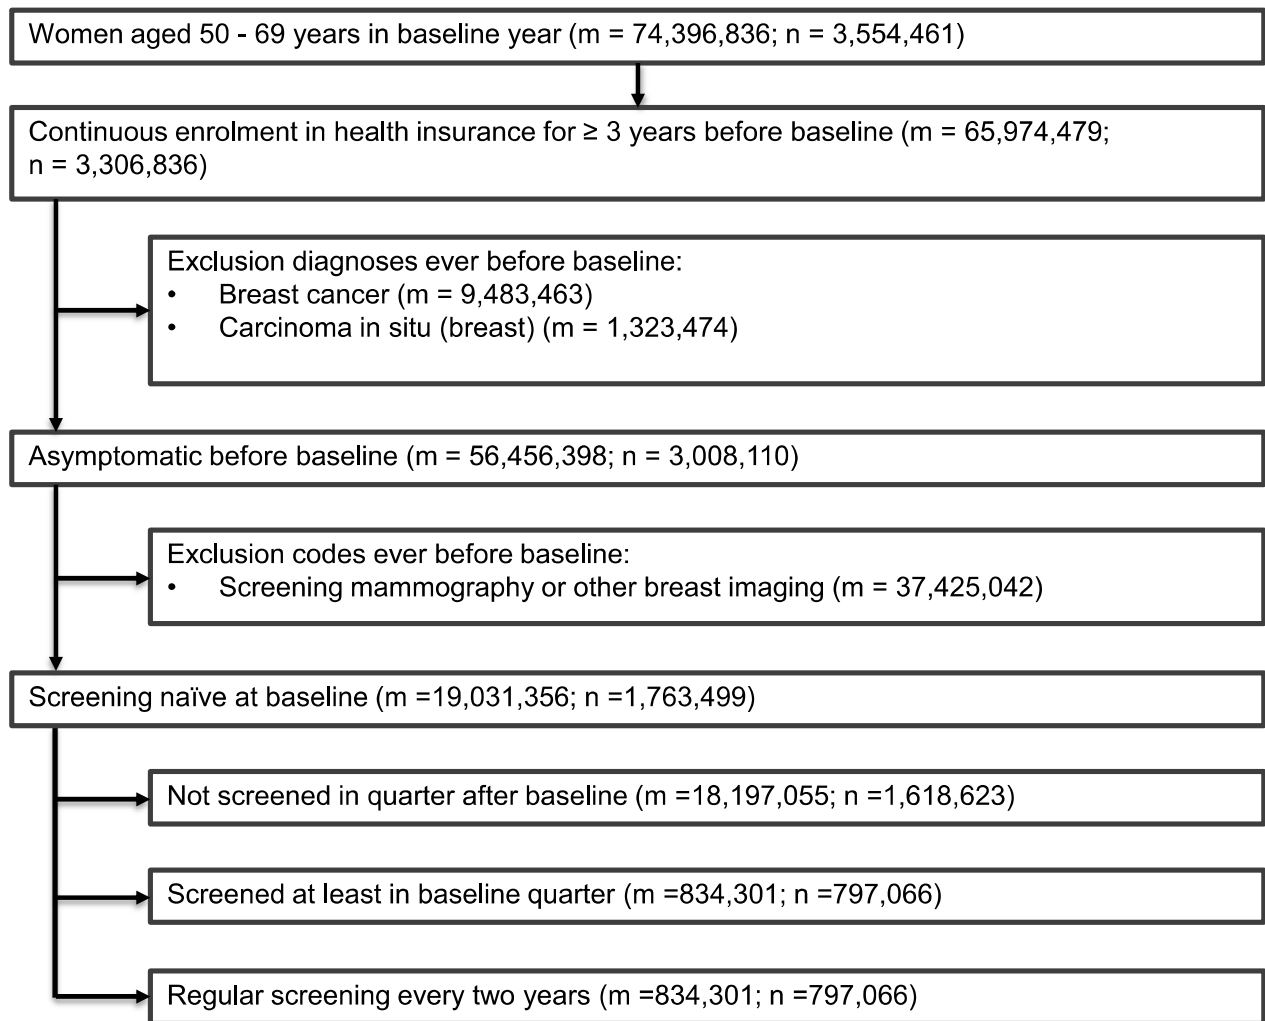 Women aged 50 - 69 years in baseline year (m = 74,396,836; n = 3,554,461)
Continuous enrolment in health insurance for ≥ 3 years before baseline (m = 65,974,479;
n = 3,306,836)
Exclusion diagnoses ever before baseline:
• Breast cancer (m = 9,483,463)
• Carcinoma in situ (breast) (m = 1,323,474)
Asymptomatic before baseline (m = 56,456,398; n = 3,008,110)
Exclusion codes ever before baseline:
• Screening mammography or other breast imaging (m = 37,425,042)
Screening naïve at baseline (m =19,031,356; n =1,763,499)
Not screened in quarter after baseline (m =18,197,055; n =1,618,623)
Screened at least in baseline quarter (m =834,301; n =797,066)
Regular screening every two years (m =834,301; n =797,066)